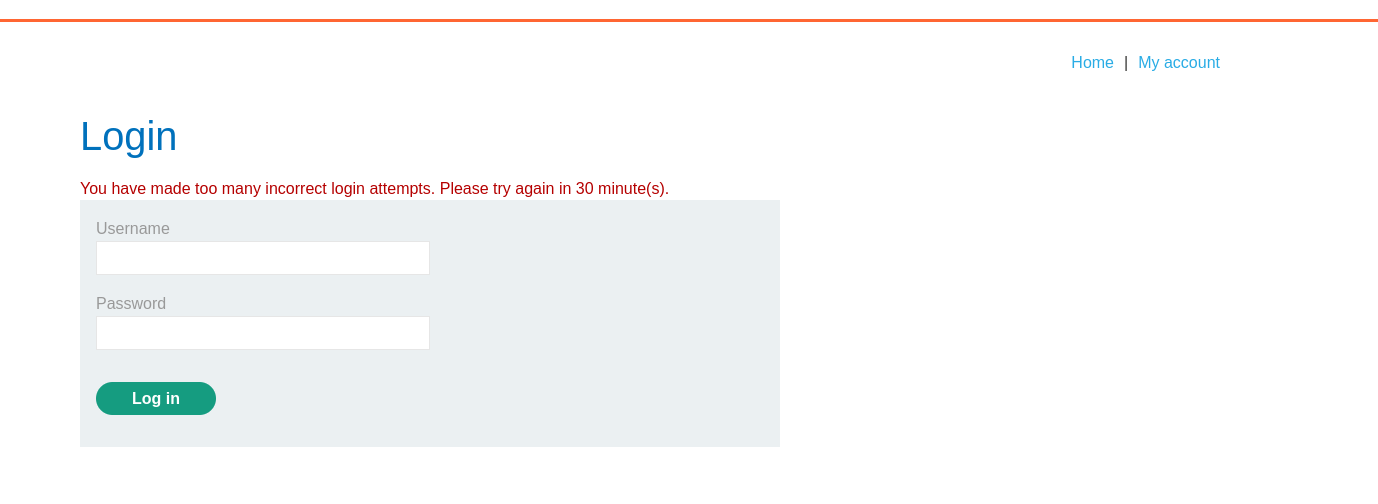 Home | My account
Login
You have made too many incorrect login attempts. Please try again in 30 minute(s).
Username
Password
Log in